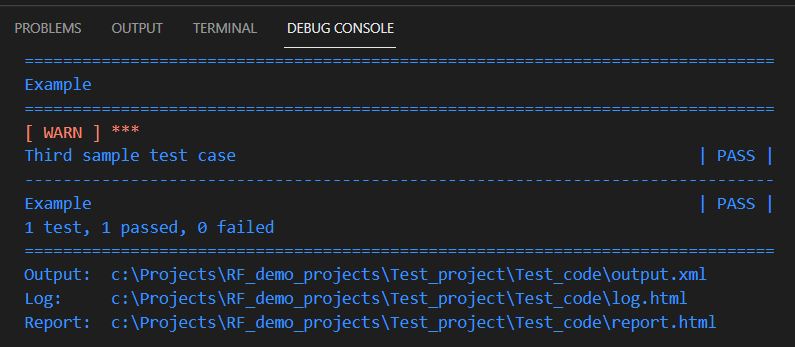 PROBLEMS OUTPUT TERMINAL DEBUG CONSOLE
==============================================================================
Example
==============================================================================
[ WARN ] ***
Third sample test case | PASS |
------------------------------------------------------------------------------
Example | PASS |
1 test, 1 passed, 0 failed
==============================================================================
Output:  c:\Projects\RF_demo_projects\Test_project\Test_code\output.xml
Log:     c:\Projects\RF_demo_projects\Test_project\Test_code\log.html
Report:  c:\Projects\RF_demo_projects\Test_project\Test_code\report.html